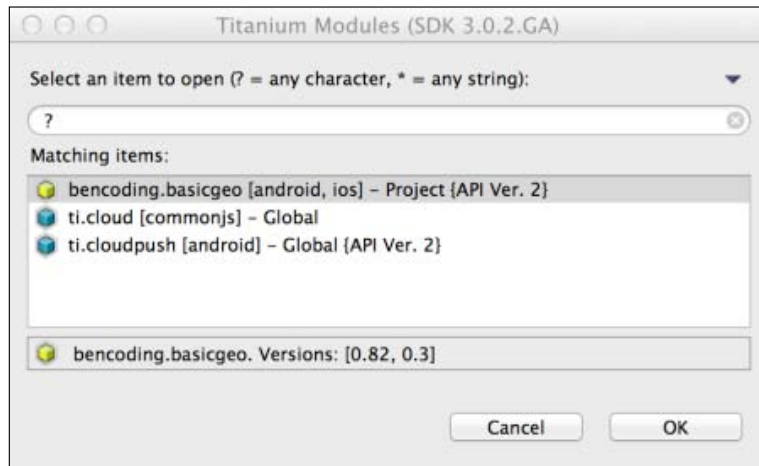 Titanium Modules (SDK 3.0.2.GA)
Select an item to open (? = any character, * = any string):
?
Matching items:
bencoding.basicgeo [android, ios] – Project {API Ver. 2}
ti.cloud [commonjs] – Global
ti.cloudpush [android] – Global {API Ver. 2}
bencoding.basicgeo. Versions: [0.82, 0.3]
Cancel OK